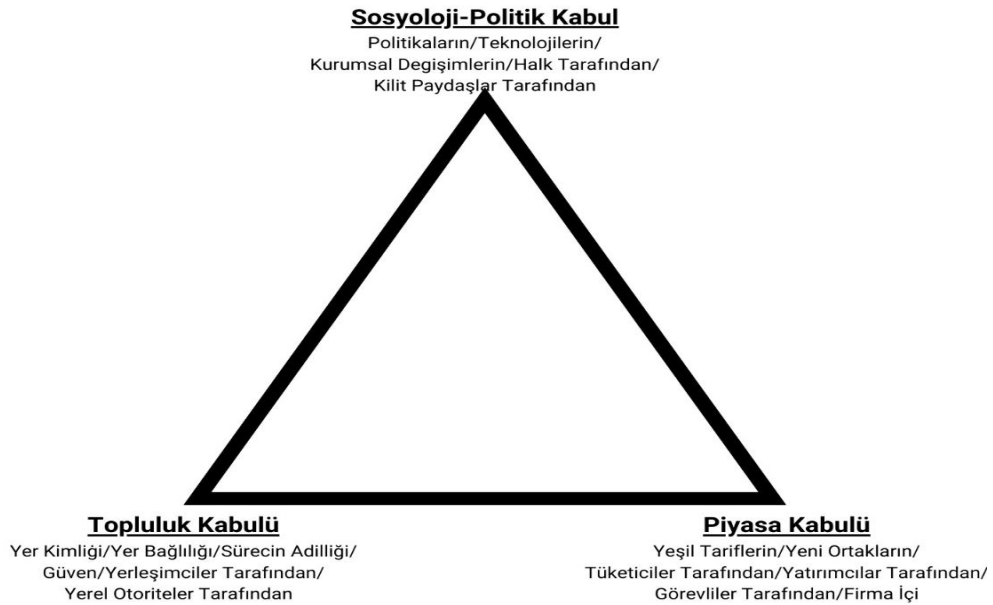 Sosyoloji-Politik Kabul
Politikaların/Teknolojilerin/
Kurumsal Degişimlerin/Halk Tarafından/
Kilit Paydaşlar Tarafından
Topluluk Kabulü
Yer Kimliği/Yer Bağlılığı/Sürecin Adilliği/
Güven/Yerleşimciler Tarafından/
Yerel Otoriteler Tarafından
Piyasa Kabulü
Yeşil Tariflerin/Yeni Ortakların/
Tüketiciler Tarafından/Yatırımcılar Tarafından/
Görevliler Tarafından/Firma İçi